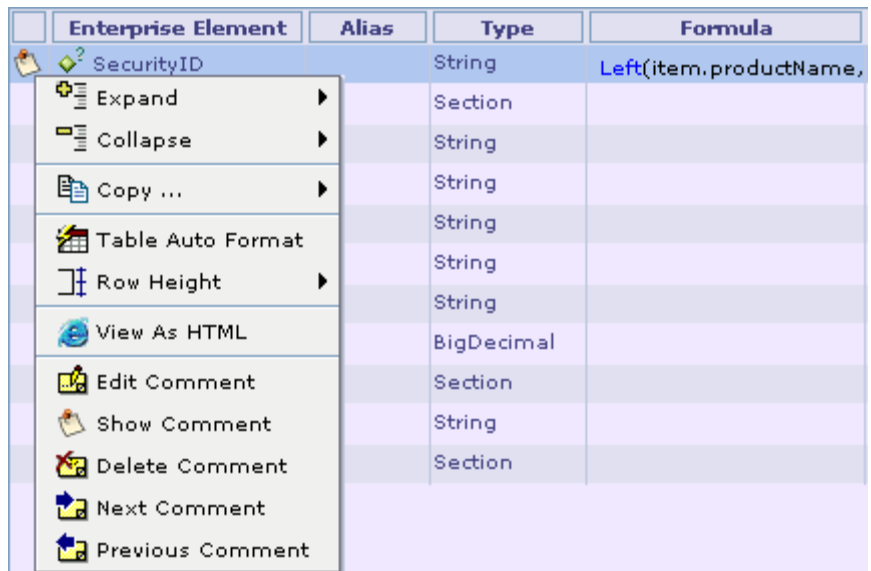 Enterprise Element Alias Type Formula
SecurityID String Left(item.productName,
Expand Section
Collapse String
Copy ... String
String
Table Auto Format String
Row Height String
View As HTML BigDecimal
Edit Comment Section
Show Comment String
Delete Comment Section
Next Comment
Previous Comment